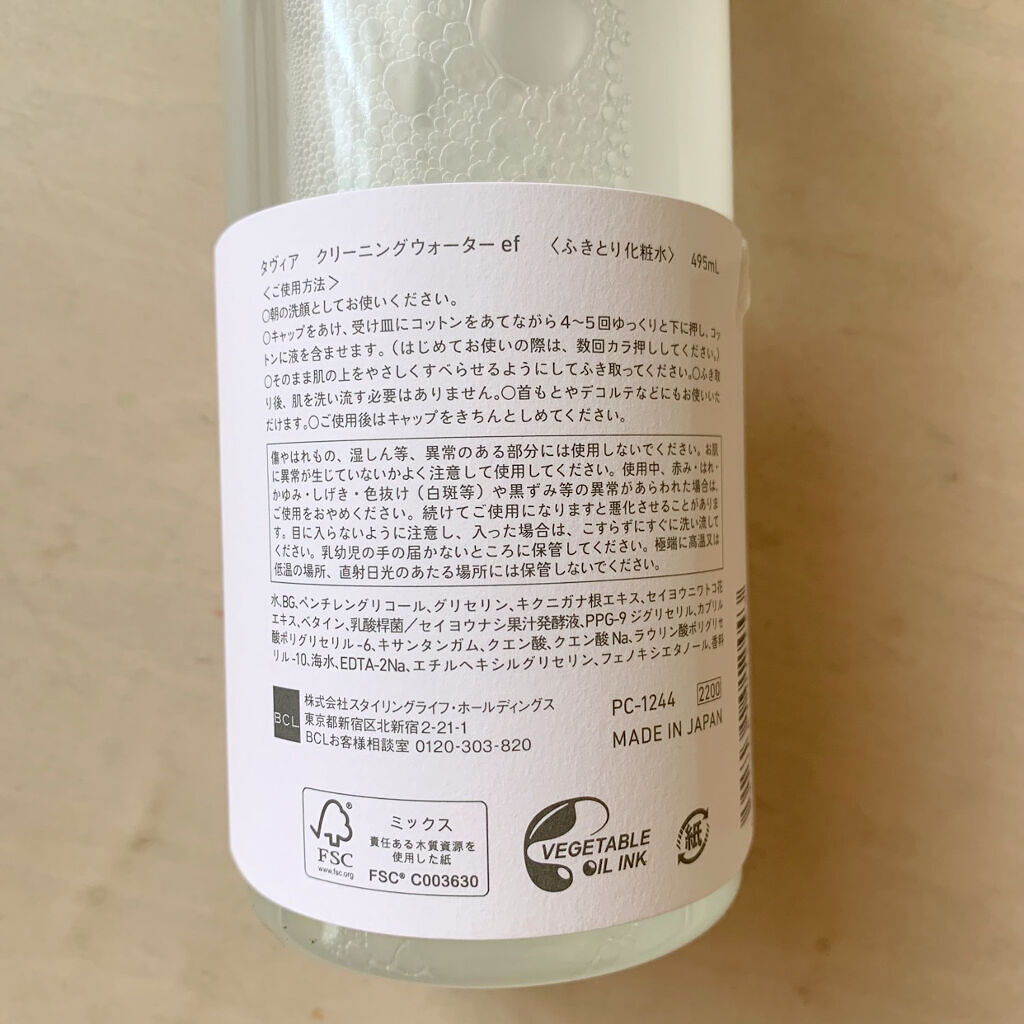 タヴィア クリーニングウォーター ef 〈ふきとり化粧水〉 495mL
〈ご使用方法〉
○朝の洗顔としてお使いください。
○キャップをあけ、受け皿にコットンをあてながら4〜5回ゆっくりと下に押し、コッ
トンに液を含ませます。(はじめてお使いの際は、数回カラ押ししてください。)
○そのまま肌の上をやさしくすべらせるようにしてふき取ってください。○ふき取
り後、肌を洗い流す必要はありません。○首もとやデコルテなどにもお使いいた
だけます。○ご使用後はキャップをきちんとしめてください。
傷やはれもの、湿しん等、異常のある部分には使用しないでください。お肌
に異常が生じていないかよく注意して使用してください。使用中、赤み・はれ・
かゆみ・しげき・色抜け(白斑等)や黒ずみ等の異常があらわれた場合は、
ご使用をおやめください。続けてご使用になりますと悪化させることがありま
す。目に入らないように注意し、入った場合は、こすらずにすぐに洗い流して
ください。乳幼児の手の届かないところに保管してください。極端に高温又は
低温の場所、直射日光のあたる場所には保管しないでください。
水、BG、ペンチレングリコール、グリセリン、キクニガナ根エキス、セイヨウニワトコ花
エキス、ベタイン、乳酸桿菌/セイヨウナシ果汁発酵液、PPG-9ジグリセリル、カプリル
酸ポリグリセリル-6、キサンタンガム、クエン酸、クエン酸Na、ラウリン酸ポリグリセ
リル-10、海水、EDTA-2Na、エチルヘキシルグリセリン、フェノキシエタノール、香料
BCL
株式会社スタイリングライフ・ホールディングス
東京都新宿区北新宿2-21-1
BCLお客様相談室 0120-303-820
PC-1244 2200
MADE IN JAPAN
FSC®
www.fsc.org
ミックス
責任ある木質資源を
使用した紙
FSC® C003630
VEGETABLE
OIL INK
紙